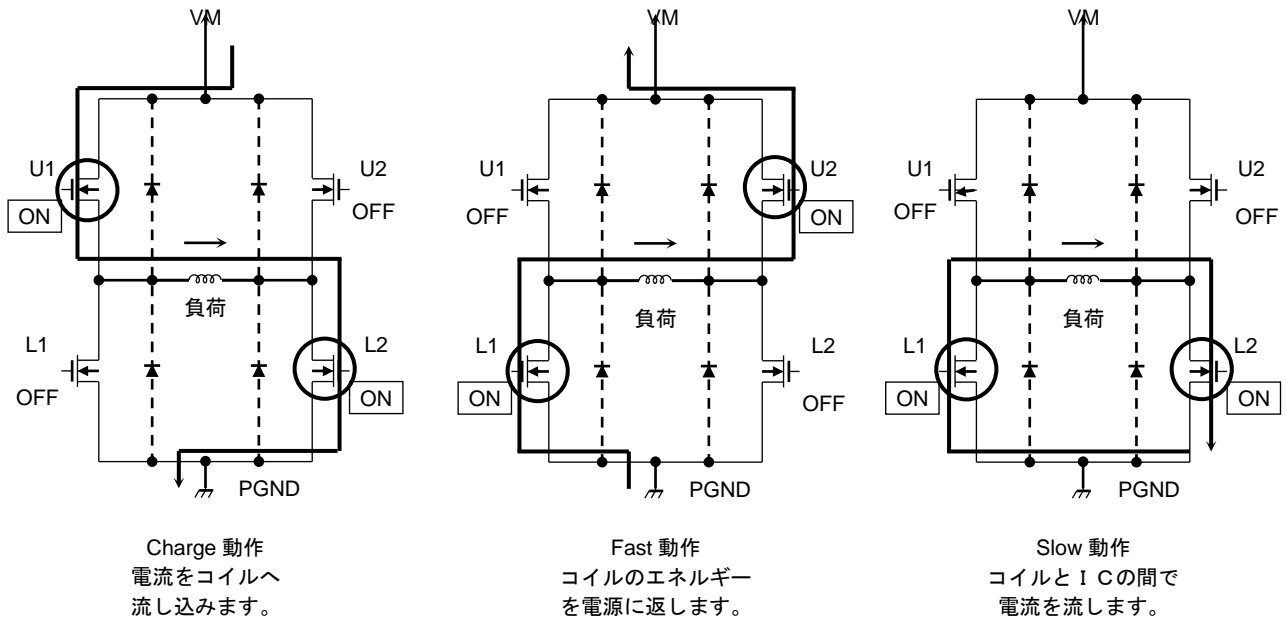 VM
U1
U2
ON
OFF
負荷
L1
L2
OFF
ON
PGND
Charge 動作
電流をコイルへ
流し込みます。
VM
U1
U2
OFF
ON
負荷
L1
L2
ON
OFF
PGND
Fast 動作
コイルのエネルギー
を電源に返します。
VM
U1
U2
OFF
OFF
負荷
L1
L2
ON
ON
PGND
Slow 動作
コイルとＩＣの間で
電流を流します。